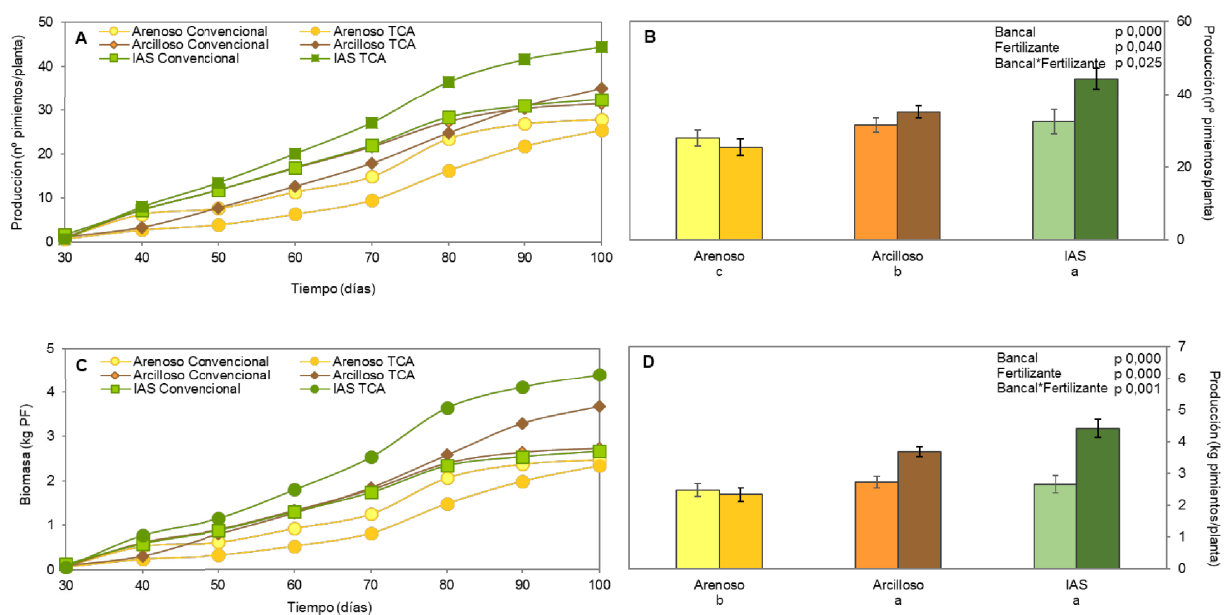 A
Arenoso Convencional
Arenoso TCA
Arcilloso Convencional
Arcilloso TCA
IAS Convencional
IAS TCA
Producción (nº pimientos/planta)
50
40
30
20
10
0
30 40 50 60 70 80 90 100
Tiempo (días)
B
Bancal p 0,000
Fertilizante p 0,040
Bancal*Fertilizante p 0,025
60
40
20
0
Producción (nº pimientos/planta)
Arenoso Arcilloso IAS
c b a
C
Arenoso Convencional
Arenoso TCA
Arcilloso Convencional
Arcilloso TCA
IAS Convencional
IAS TCA
Biomasa (kg PF)
5
4
3
2
1
0
30 40 50 60 70 80 90 100
Tiempo (días)
D
Bancal p 0,000
Fertilizante p 0,000
Bancal*Fertilizante p 0,001
7
6
5
4
3
2
1
0
Producción (kg pimientos/planta)
Arenoso Arcilloso IAS
b a a